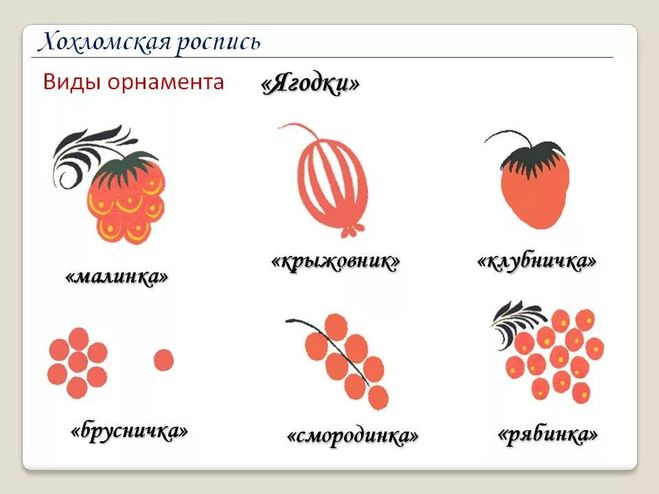 Хохломская роспись
Виды орнамента «Ягодки»
«малинка» «крыжовник» «клубничка»
«брусничка» «смородинка» «рябинка»